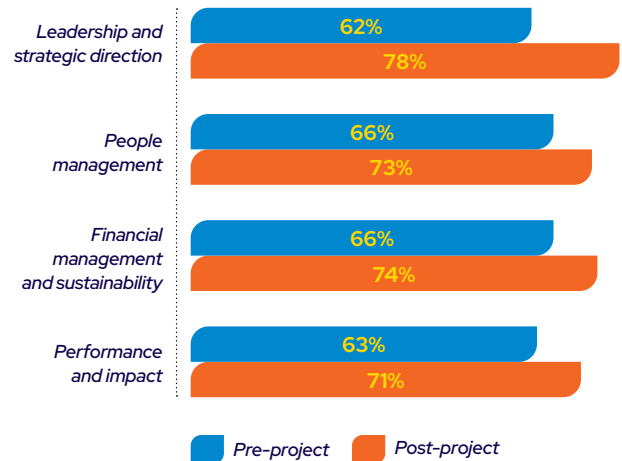 Leadership and
strategic direction
62%
78%
People
management
66%
73%
Financial
management
and sustainability
66%
74%
Performance
and impact
63%
71%
Pre-project
Post-project